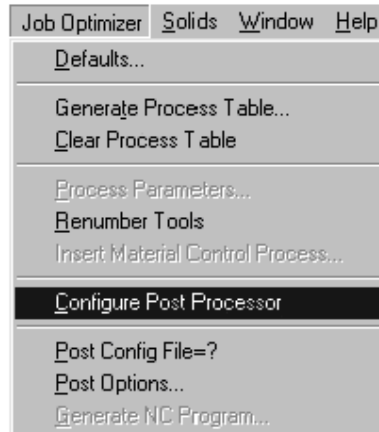 Job Optimizer Solids Window Help
Defaults...
Generate Process Table...
Clear Process Table
Process Parameters...
Renumber Tools
Insert Material Control Process...
Configure Post Processor
Post Config File=?
Post Options...
Generate NC Program...